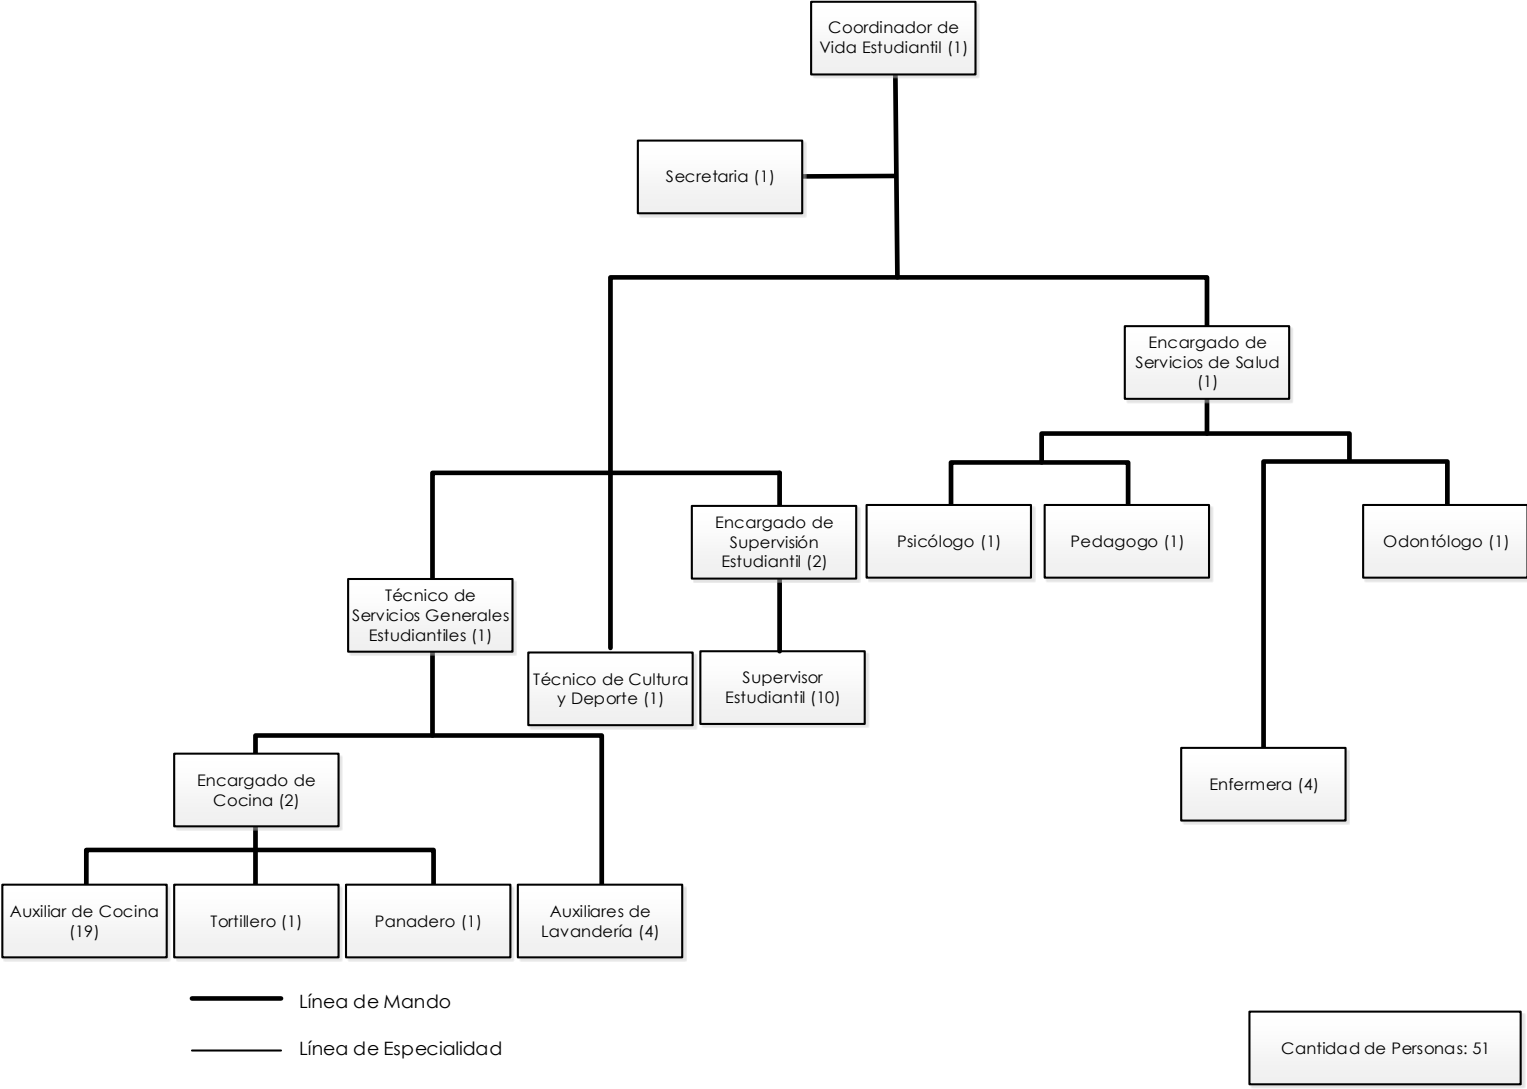 Coordinador de
Vida Estudiantil (1)
Secretaria (1)
Encargado de
Servicios de Salud
(1)
Encargado de
Supervisión
Estudiantil (2)
Psicólogo (1)
Pedagogo (1)
Odontólogo (1)
Técnico de
Servicios Generales
Estudiantiles (1)
Técnico de Cultura
y Deporte (1)
Supervisor
Estudiantil (10)
Encargado de
Cocina (2)
Enfermera (4)
Auxiliar de Cocina
(19)
Tortillero (1)
Panadero (1)
Auxiliares de
Lavandería (4)
Línea de Mando
Línea de Especialidad
Cantidad de Personas: 51